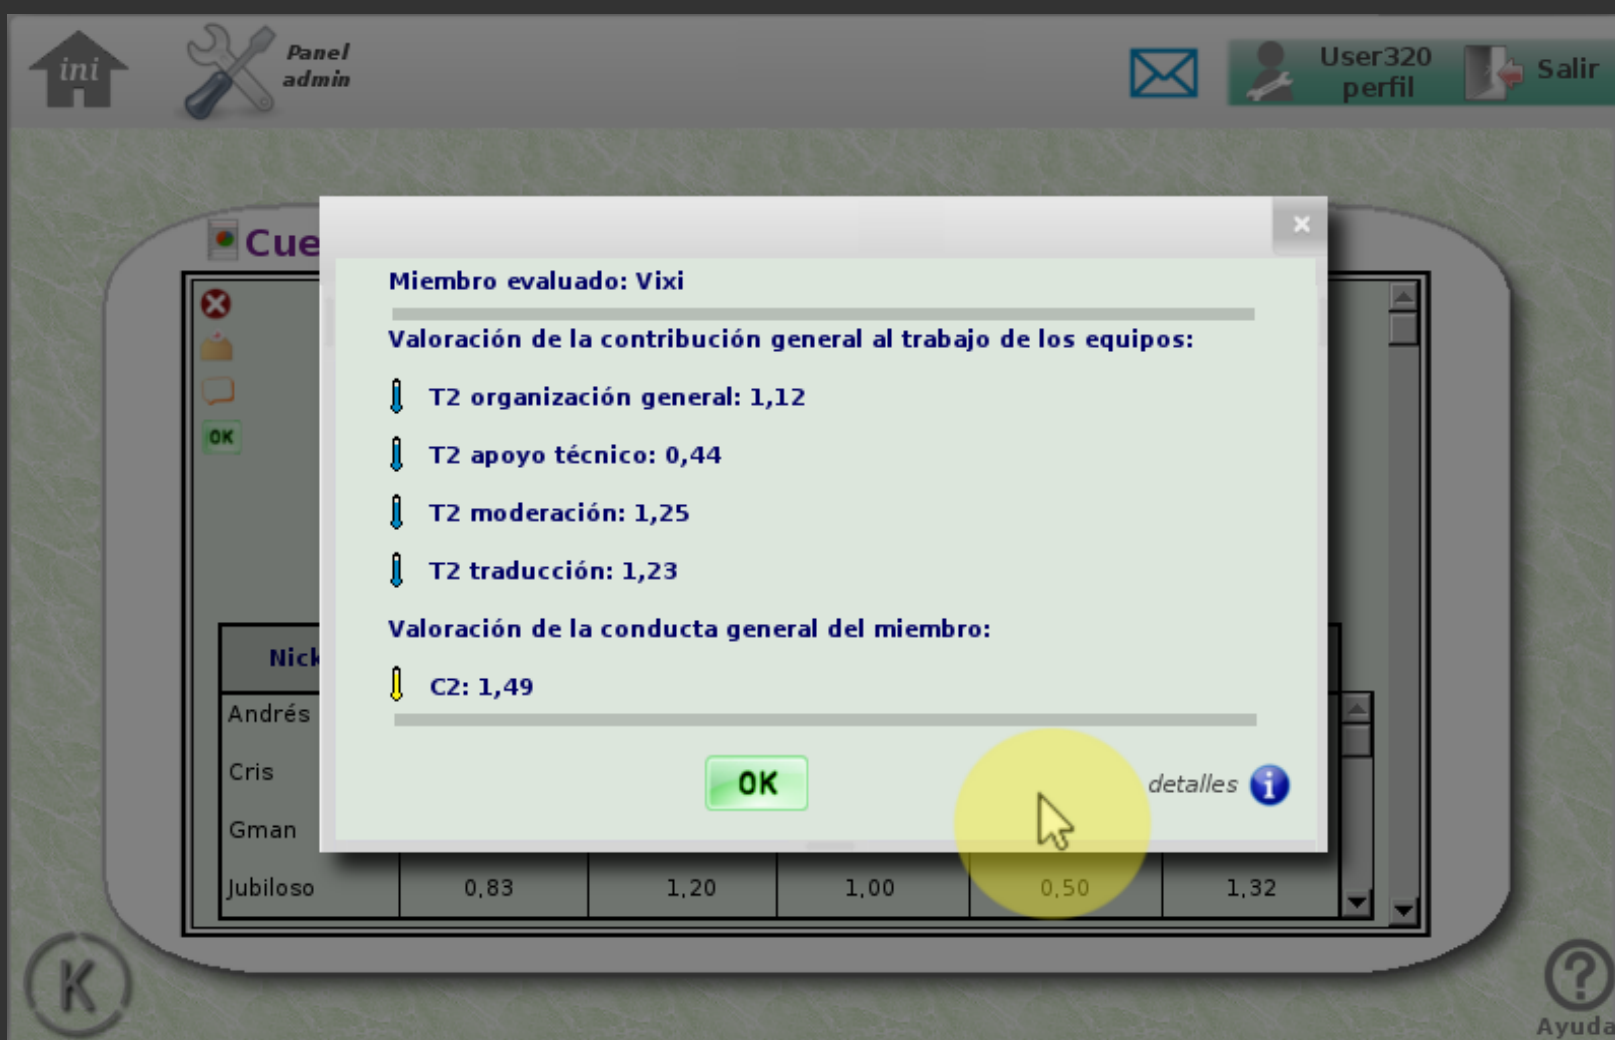 ini
Panel
admin
User320
perfil
Salir
Cue
Miembro evaluado: Vixi
Valoración de la contribución general al trabajo de los equipos:
T2 organización general: 1,12
T2 apoyo técnico: 0,44
T2 moderación: 1,25
T2 traducción: 1,23
Valoración de la conducta general del miembro:
C2: 1,49
OK
detalles i
OK
Nick
Andrés
Cris
Gman
Jubiloso 0,83 1,20 1,00 0,50 1,32
K
?
Ayuda